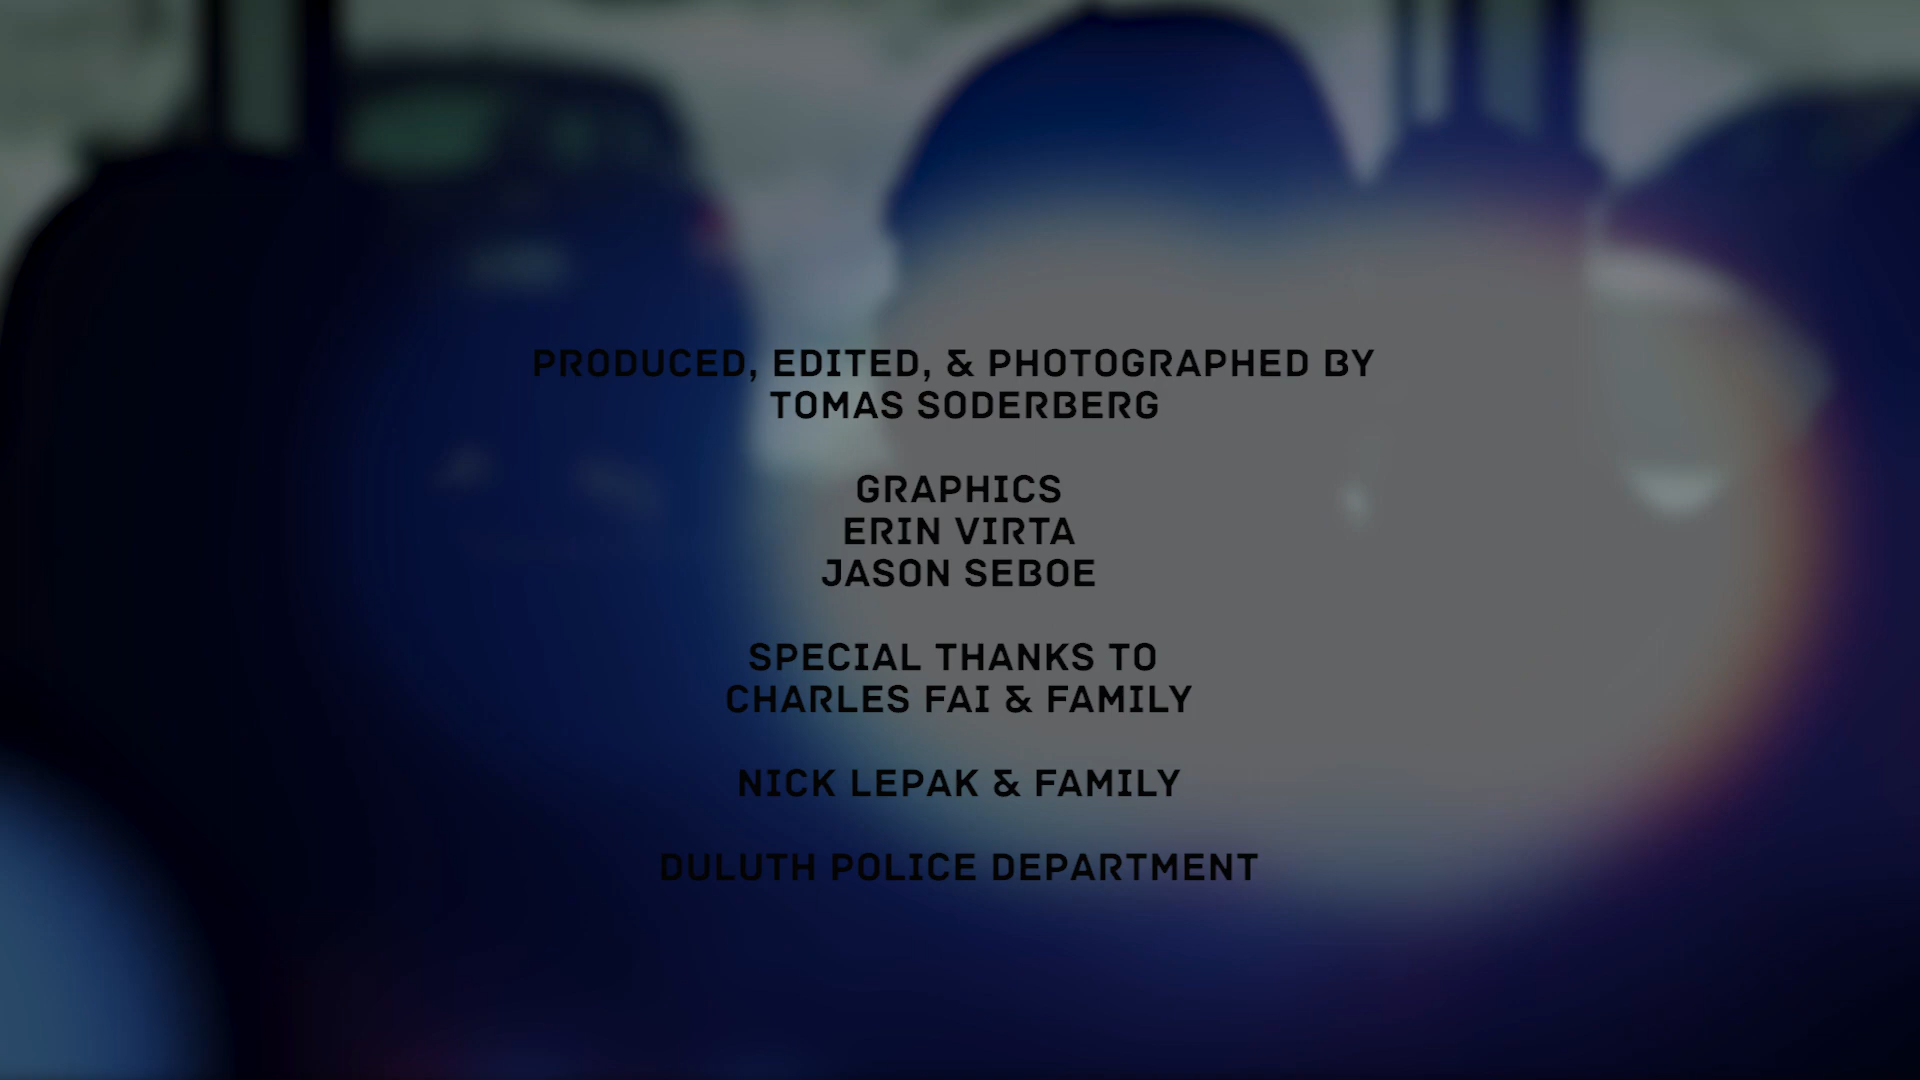 PRODUCED, EDITED, & PHOTOGRAPHED BY
TOMAS SODERBERG
GRAPHICS
ERIN VIRTA
JASON SEBOE
SPECIAL THANKS TO
CHARLES FAI & FAMILY
NICK LEPAK & FAMILY
DULUTH POLICE DEPARTMENT